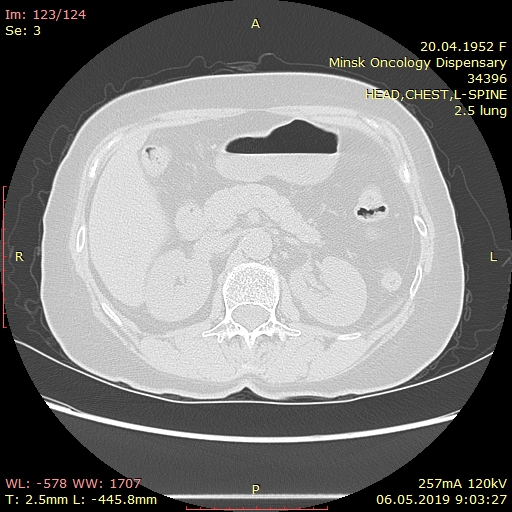 Im: 123/124
Se: 3
A
20.04.1952 F
Minsk Oncology Dispensary
34396
HEAD,CHEST,L-SPINE
2.5 lung
R
L
WL: -578 WW: 1707
T: 2.5mm L: -445.8mm
P
257mA 120kV
06.05.2019 9:03:27